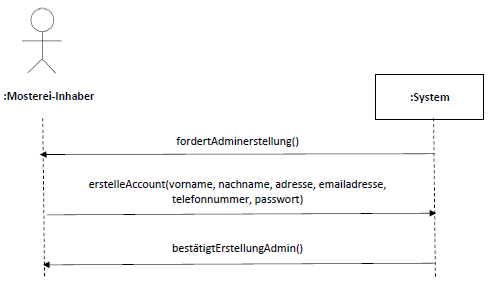 :Mosterei-Inhaber
:System
fordertAdminerstellung()
erstelleAccount(vorname, nachname, adresse, emailadresse,
telefonnummer, passwort)
bestätigtErstellungAdmin()